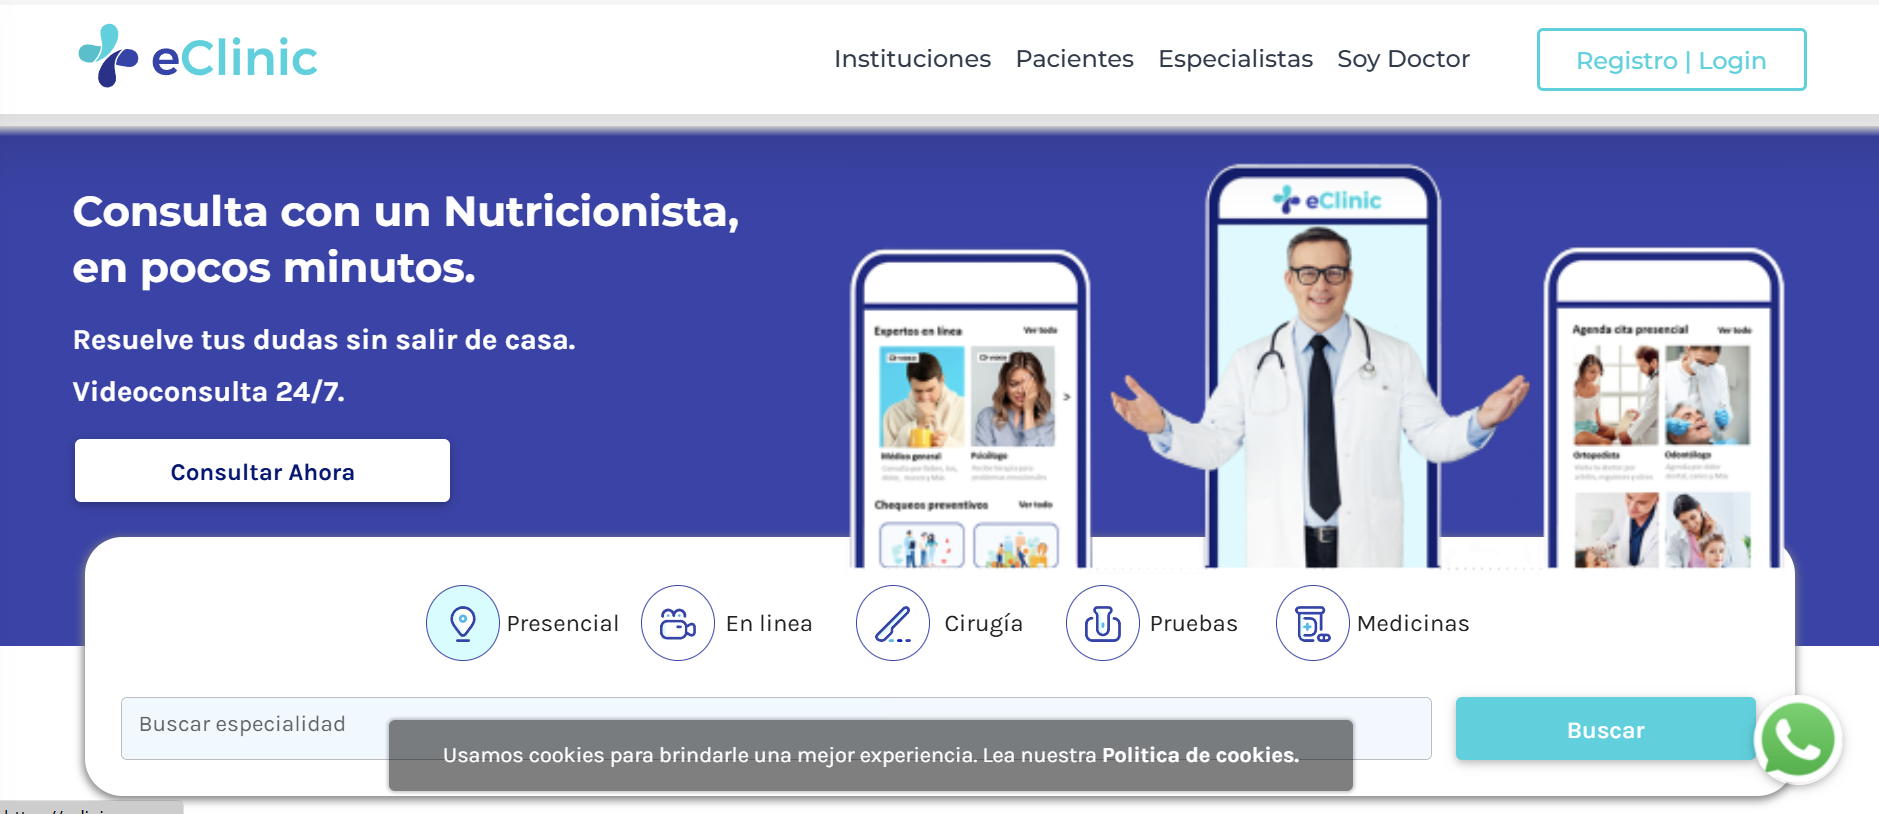 eClinic
Instituciones Pacientes Especialistas Soy Doctor
Registro | Login
Consulta con un Nutricionista,
en pocos minutos.
Resuelve tus dudas sin salir de casa.
Videoconsulta 24/7.
Consultar Ahora
eClinic
Expertos en línea Ver todo
Médico general Psicólogo
Chequeos preventivos Ver todo
Agenda cita presencial Ver todo
Ortopedista Odontólogo
Presencial En linea Cirugía Pruebas Medicinas
Buscar especialidad
Buscar
Usamos cookies para brindarle una mejor experiencia. Lea nuestra Politica de cookies.